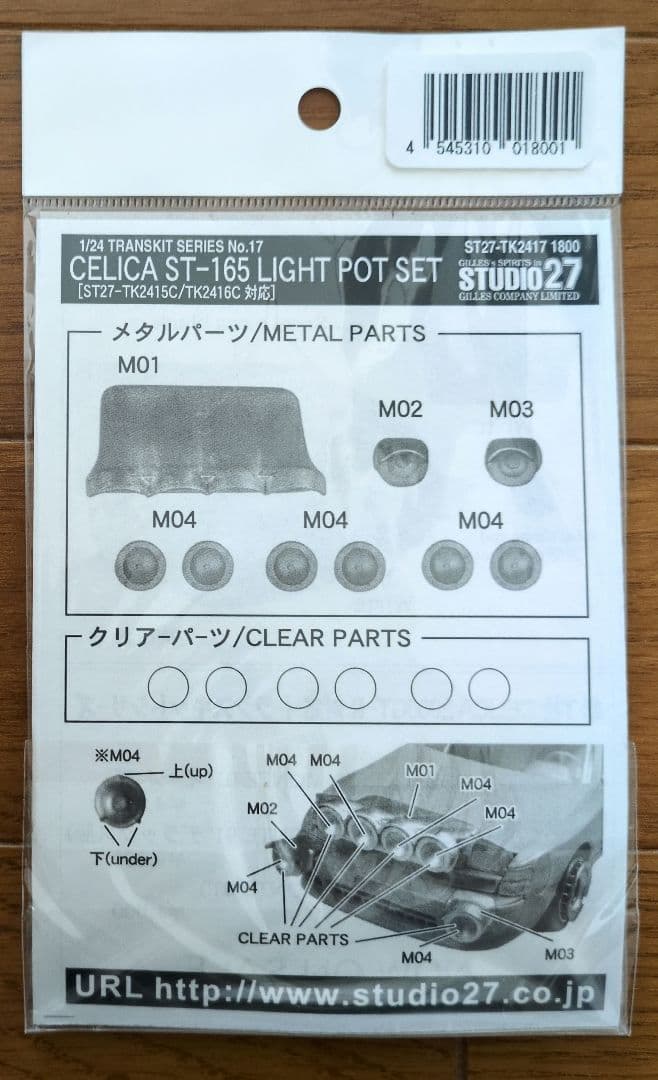 4 545310 018001
1/24 TRANSKIT SERIES No.17
ST27-TK2417 1800
CELICA ST-165 LIGHT POT SET
[ST27-TK2415C/TK2416C 対応]
GILLES's SPIRITS in
STUDIO27
GILLES COMPANY LIMITED
メタルパーツ/METAL PARTS
M01
M02
M03
M04
M04
M04
クリアーパーツ/CLEAR PARTS
※M04
上(up)
下(under)
M04
M04
M01
M04
M02
M04
M04
CLEAR PARTS
M04
M03
URL http://www.studio27.co.jp